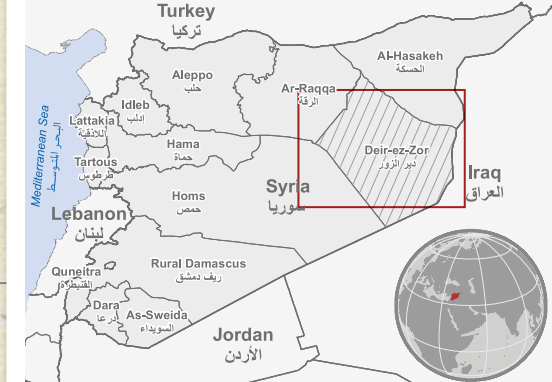 Turkey
تركيا
Al-Hasakeh
الحسكة
Aleppo
حلب
Ar-Raqqa
الرقة
Idleb
إدلب
Lattakia
اللاذقية
Hama
حماة
Deir-ez-Zor
دير الزور
Tartous
طرطوس
Mediterranean Sea
البحر المتوسط
Iraq
العراق
Syria
سوريا
Homs
حمص
Lebanon
لبنان
Rural Damascus
ريف دمشق
Quneitra
القنيطرة
Dara
درعا
As-Sweida
السويداء
Jordan
الأردن